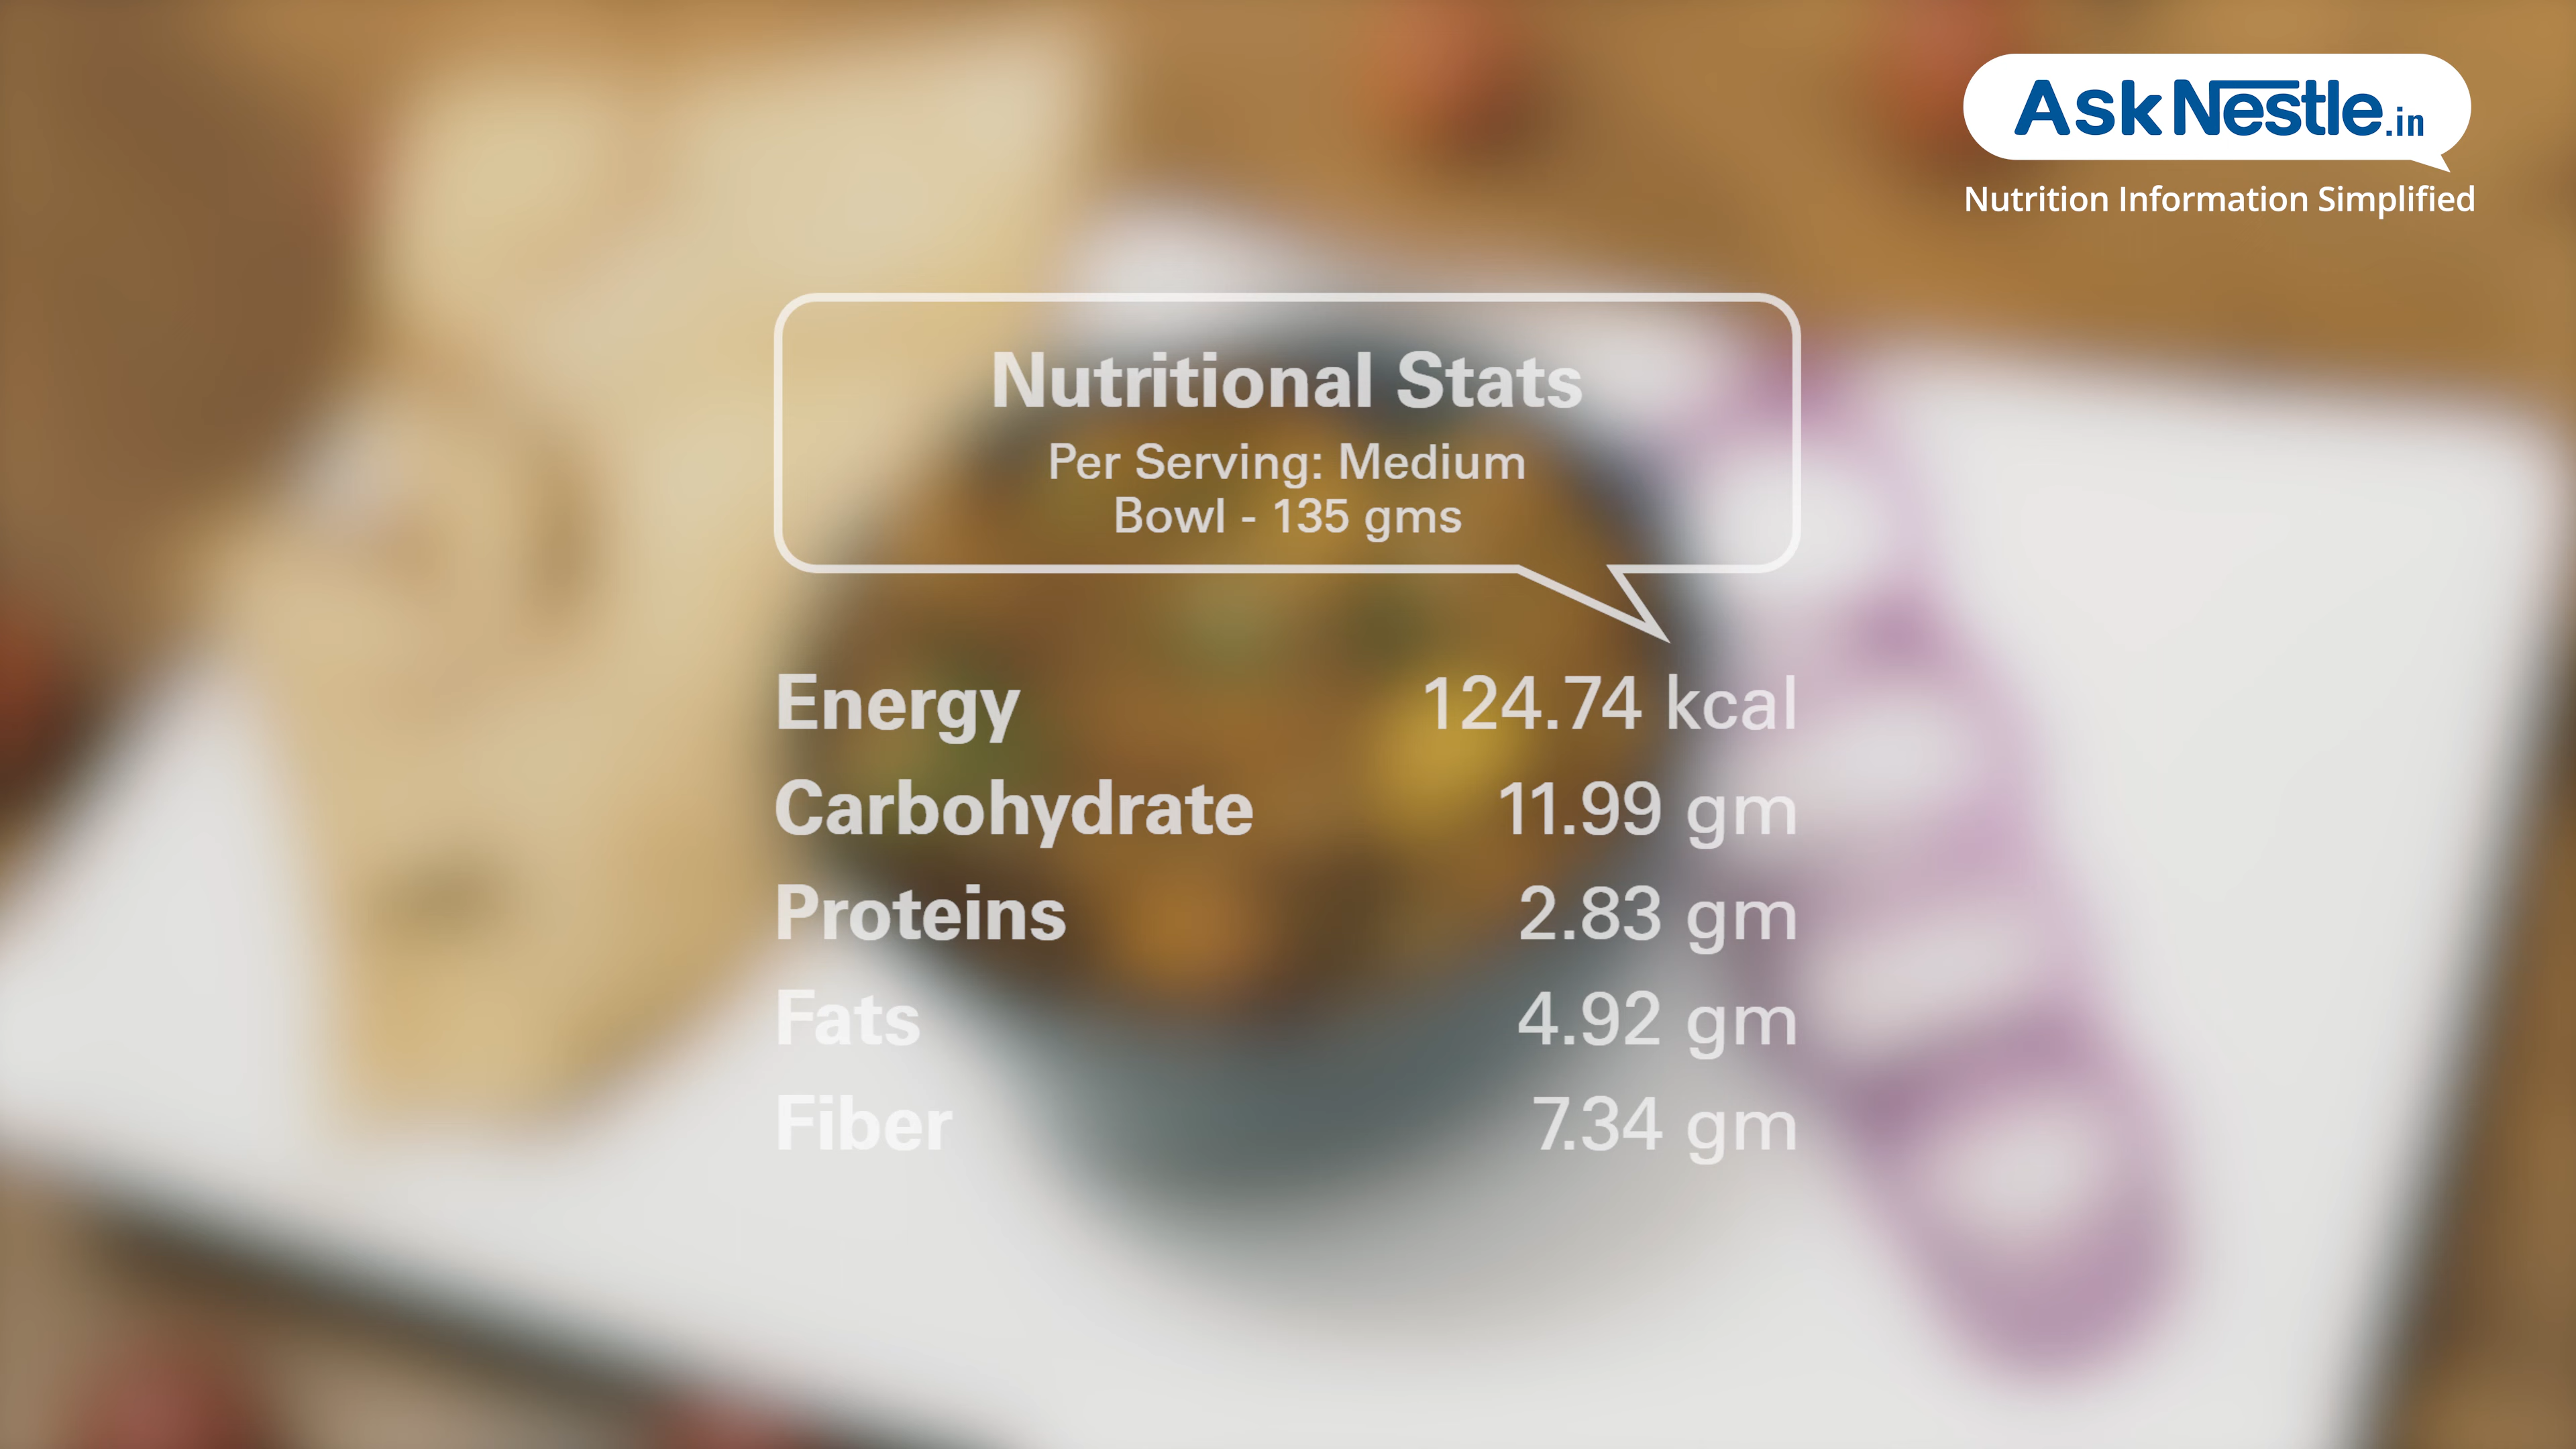 AskNestle.in
Nutrition Information Simplified
Nutritional Stats
Per Serving: Medium
Bowl - 135 gms
Energy 124.74 kcal
Carbohydrate 11.99 gm
Proteins 2.83 gm
Fats 4.92 gm
Fiber 7.34 gm